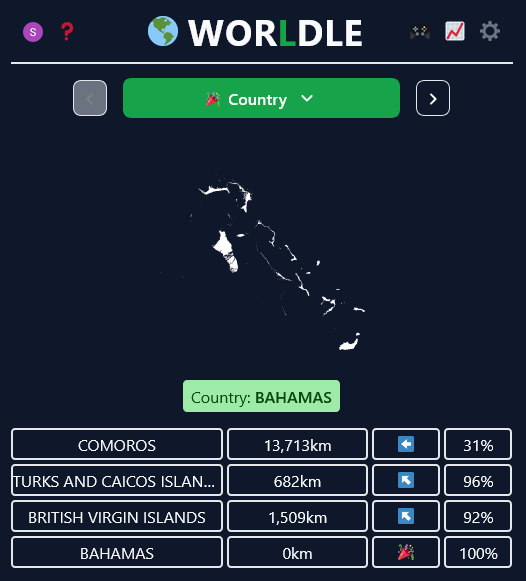 S ? WORLDLE
Country
Country: BAHAMAS
COMOROS 13,713km 31%
TURKS AND CAICOS ISLAN... 682km 96%
BRITISH VIRGIN ISLANDS 1,509km 92%
BAHAMAS 0km 100%